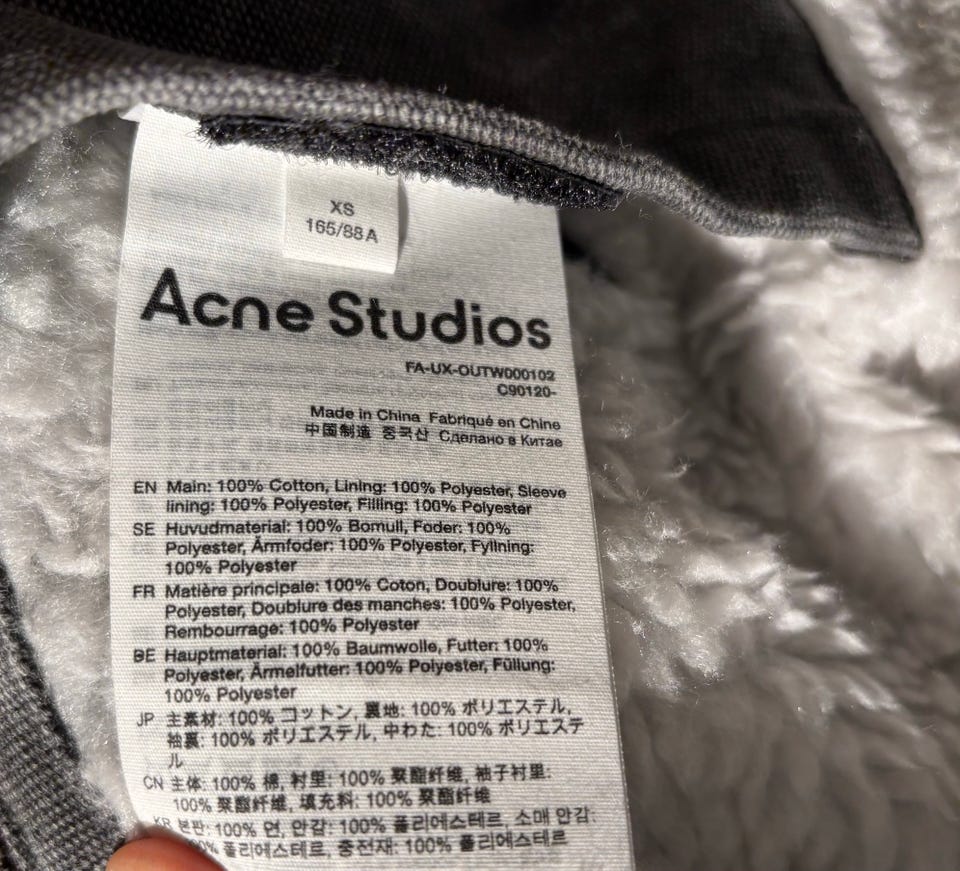 XS
165/88A
Acne Studios
FA-UX-OUTW000102
C90120-
Made in China Fabriqué en Chine
中国制造 중국산 Сделано в Китае
EN Main: 100% Cotton, Lining: 100% Polyester, Sleeve
lining: 100% Polyester, Filling: 100% Polyester
SE Huvudmaterial: 100% Bomull, Foder: 100%
Polyester, Ärmfoder: 100% Polyester, Fyllning:
100% Polyester
FR Matière principale: 100% Coton, Doublure: 100%
Polyester, Doublure des manches: 100% Polyester,
Rembourrage: 100% Polyester
DE Hauptmaterial: 100% Baumwolle, Futter: 100%
Polyester, Ärmelfutter: 100% Polyester, Füllung:
100% Polyester
JP 主素材: 100% コットン, 裏地: 100% ポリエステル,
袖裏: 100% ポリエステル, 中わた: 100% ポリエステ
ル
CN 主体: 100% 棉, 衬里: 100% 聚酯纤维, 袖子衬里:
100% 聚酯纤维, 填充料: 100% 聚酯纤维
KR 본판: 100% 면, 안감: 100% 폴리에스테르, 소매 안감:
폴리에스테르, 충전재: 100% 폴리에스테르